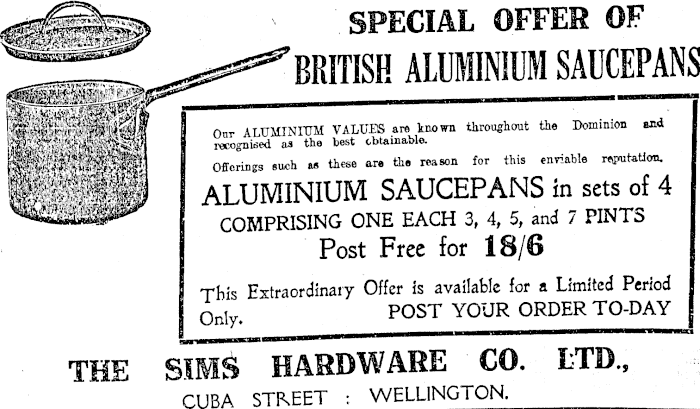 SPECIAL OFFER OF
BRITISH ALUMINIUM SAUCEPANS
Our ALUMINIUM VALUES are known throughout the Dominion and
recognised as the best obtainable.
Offerings such as these are the reason for this enviable reputation.
ALUMINIUM SAUCEPANS in sets of 4
COMPRISING ONE EACH 3, 4, 5, and 7 PINTS
Post Free for 18/6
This Extraordinary Offer is available for a Limited Period
Only. POST YOUR ORDER TO-DAY
THE SIMS HARDWARE CO. LTD.,
CUBA STREET : WELLINGTON.